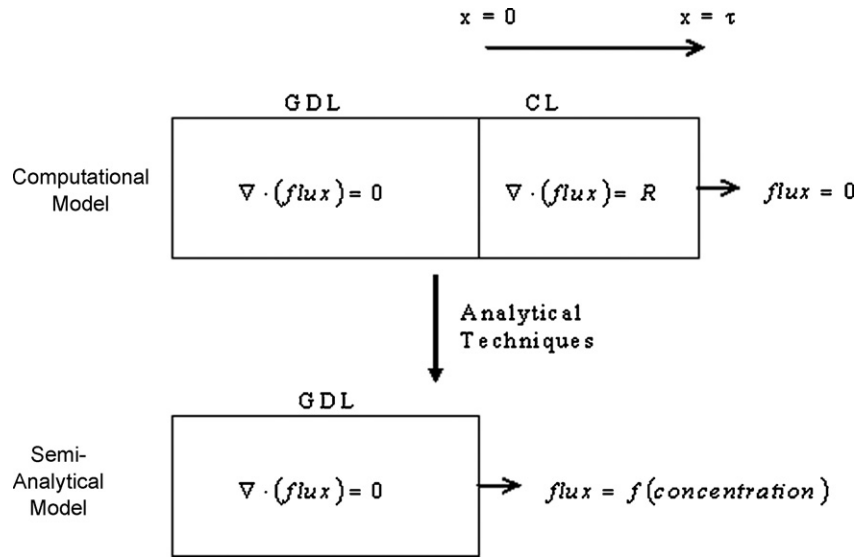 x = 0
x = τ
GDL
CL
Computational
Model
∇ · (flux) = 0
∇ · (flux) = R
flux = 0
Analytical
Techniques
GDL
Semi-
Analytical
Model
∇ · (flux) = 0
flux = f(concentration)